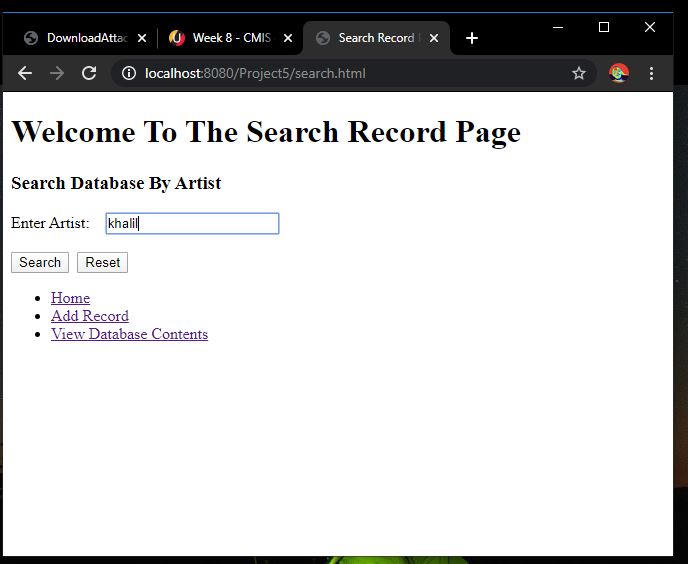 DownloadAttac
Week 8 - CMIS
Search Record
localhost:8080/Project5/search.html
Welcome To The Search Record Page
Search Database By Artist
Enter Artist: khalil
Search Reset
Home
Add Record
View Database Contents